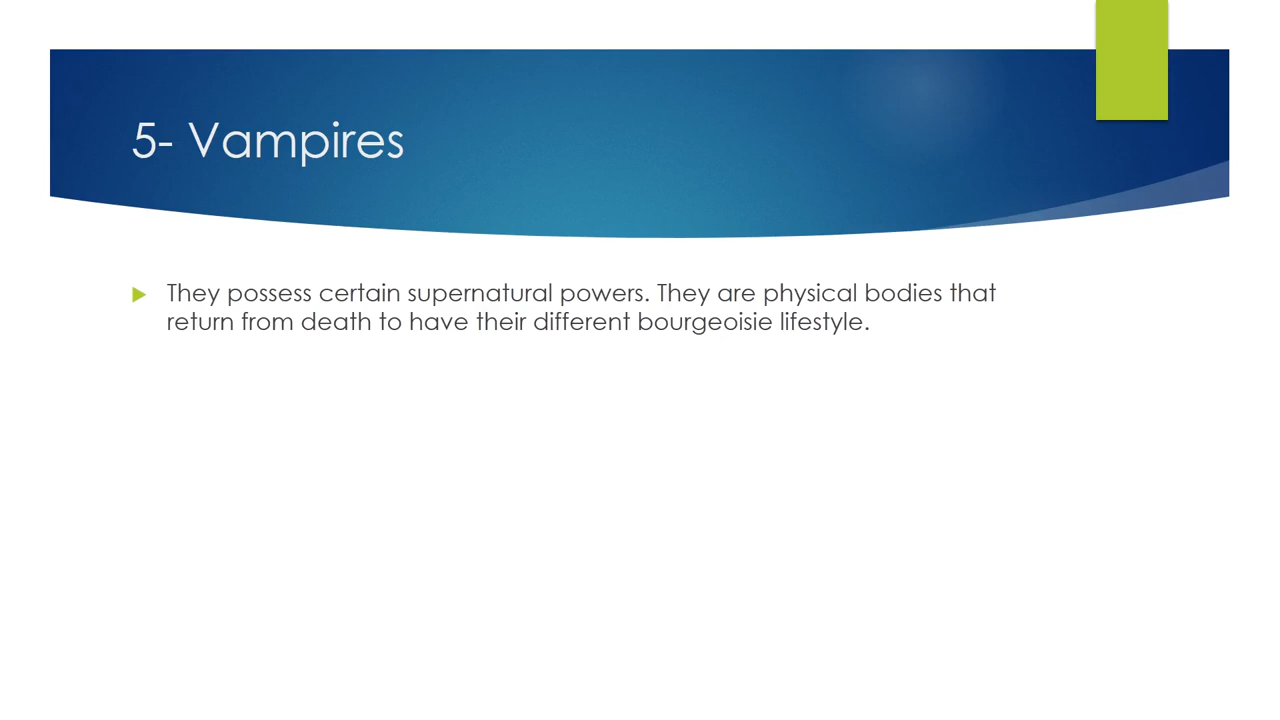 5- Vampires
They possess certain supernatural powers. They are physical bodies that
return from death to have their different bourgeoisie lifestyle.